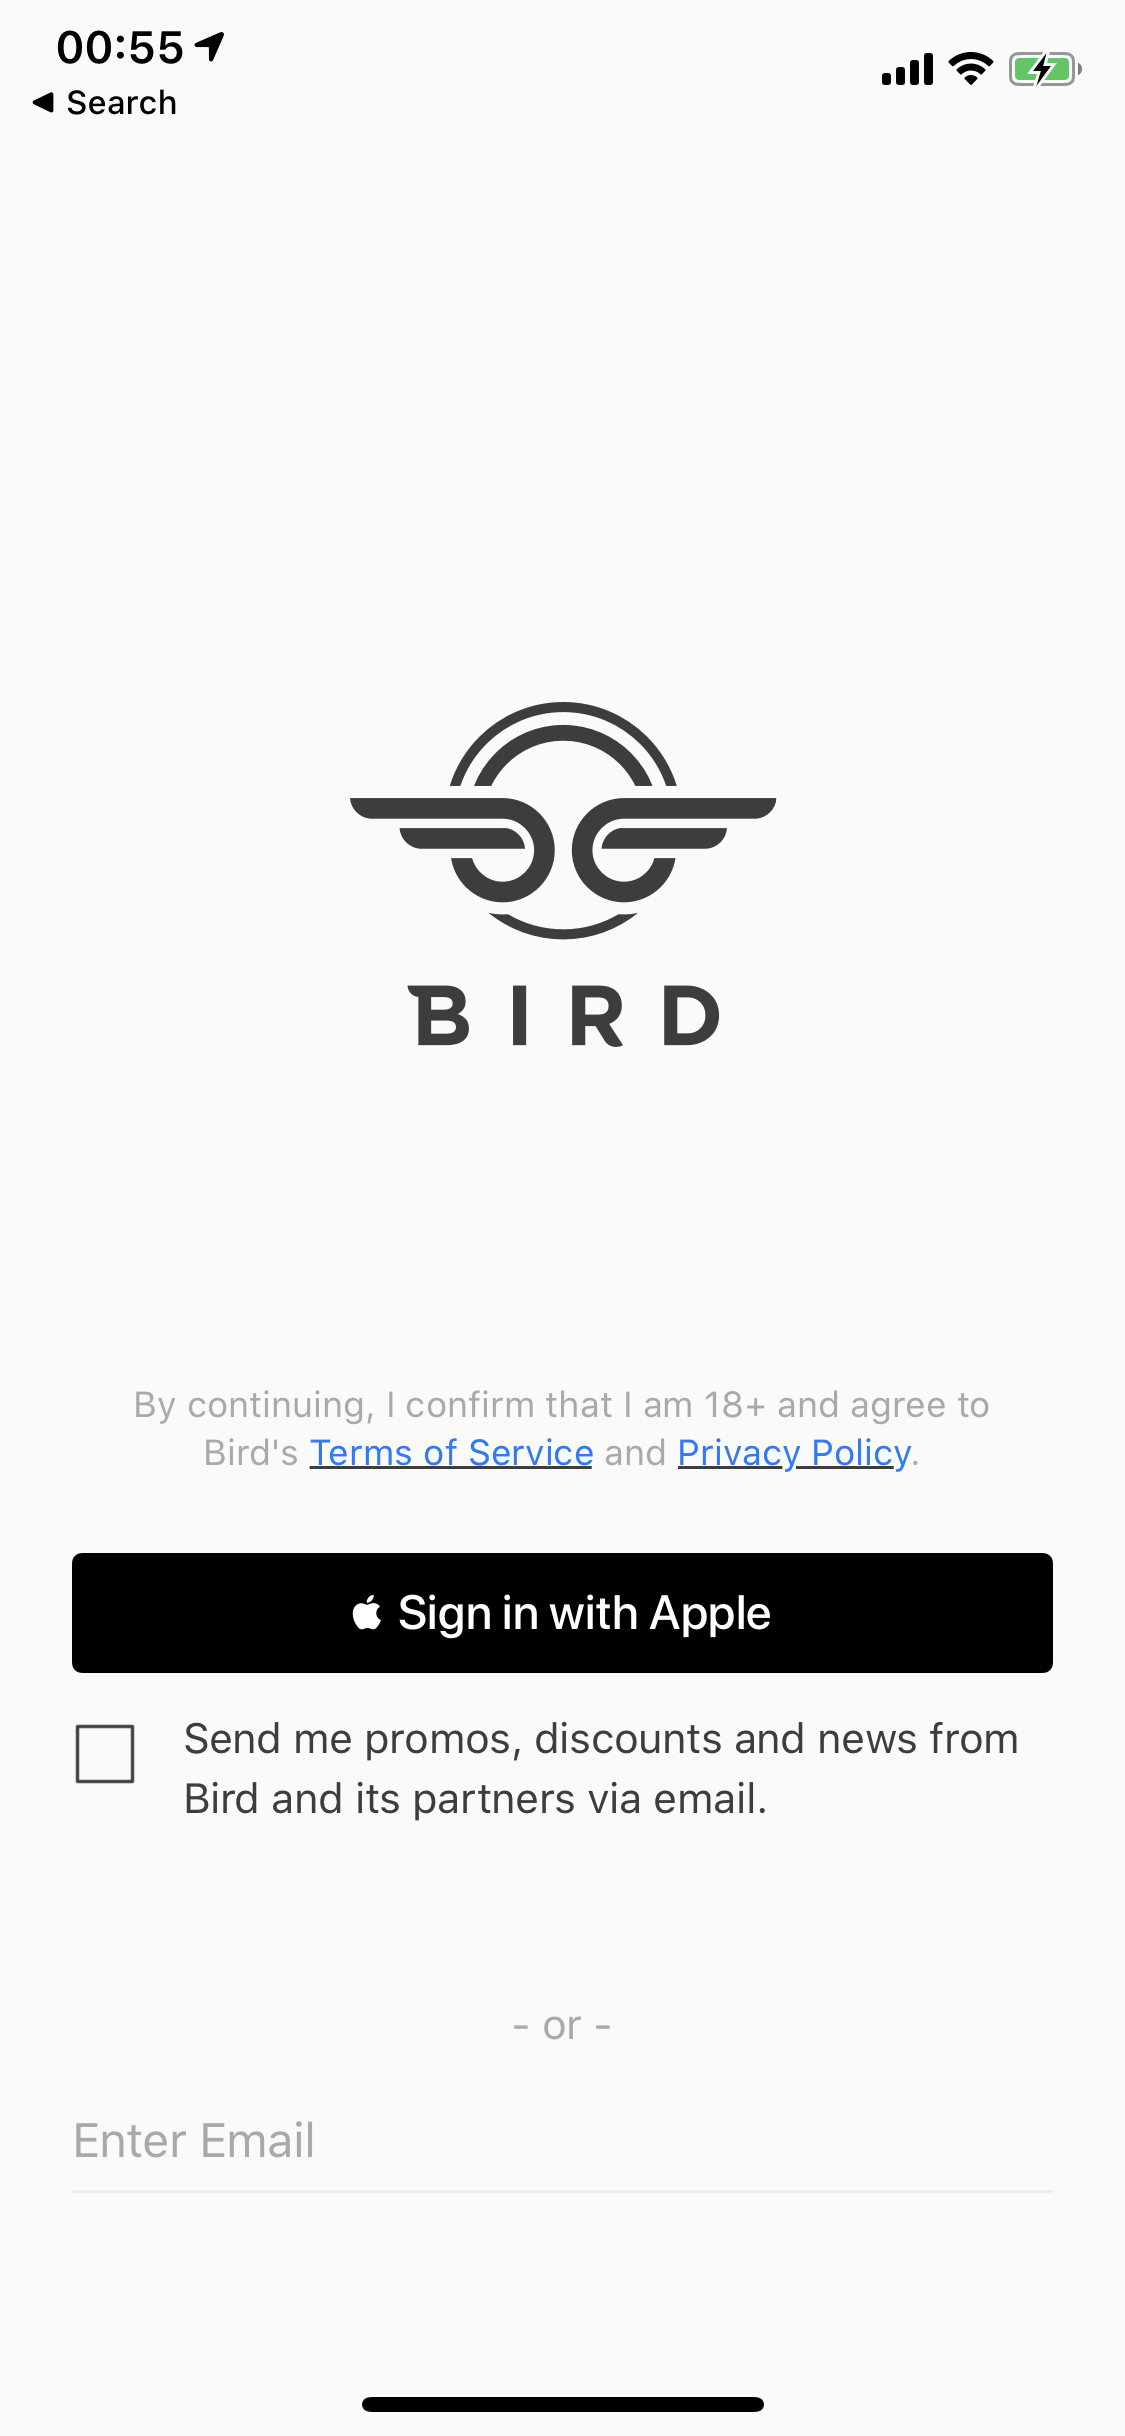 00:55
Search
BIRD
By continuing, I confirm that I am 18+ and agree to
Bird's Terms of Service and Privacy Policy.
Sign in with Apple
Send me promos, discounts and news from
Bird and its partners via email.
- or -
Enter Email